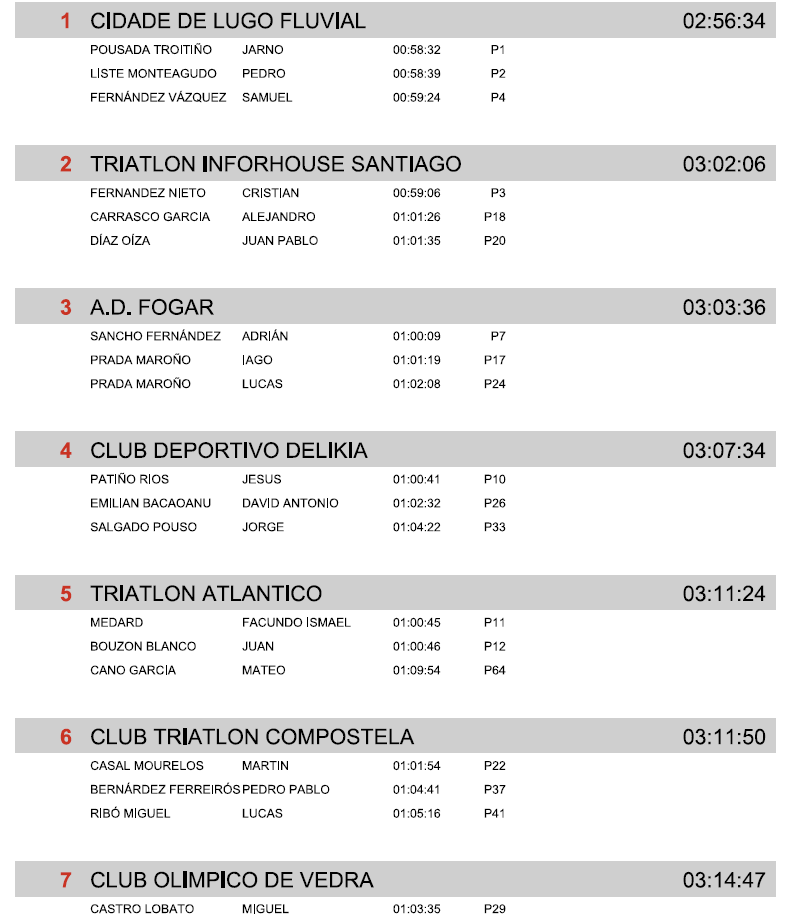 1 CIDADE DE LUGO FLUVIAL 02:56:34
POUSADA TROITIÑO JARNO 00:58:32 P1
LISTE MONTEAGUDO PEDRO 00:58:39 P2
FERNÁNDEZ VÁZQUEZ SAMUEL 00:59:24 P4
2 TRIATLON INFORHOUSE SANTIAGO 03:02:06
FERNANDEZ NIETO CRISTIAN 00:59:06 P3
CARRASCO GARCIA ALEJANDRO 01:01:26 P18
DÍAZ OÍZA JUAN PABLO 01:01:35 P20
3 A.D. FOGAR 03:03:36
SANCHO FERNÁNDEZ ADRIÁN 01:00:09 P7
PRADA MAROÑO IAGO 01:01:19 P17
PRADA MAROÑO LUCAS 01:02:08 P24
4 CLUB DEPORTIVO DELIKIA 03:07:34
PATIÑO RIOS JESUS 01:00:41 P10
EMILIAN BACAOANU DAVID ANTONIO 01:02:32 P26
SALGADO POUSO JORGE 01:04:22 P33
5 TRIATLON ATLANTICO 03:11:24
MEDARD FACUNDO ISMAEL 01:00:45 P11
BOUZON BLANCO JUAN 01:00:46 P12
CANO GARCIA MATEO 01:09:54 P64
6 CLUB TRIATLON COMPOSTELA 03:11:50
CASAL MOURELOS MARTIN 01:01:54 P22
BERNÁRDEZ FERREIRÓS PEDRO PABLO 01:04:41 P37
RIBÓ MIGUEL LUCAS 01:05:16 P41
7 CLUB OLIMPICO DE VEDRA 03:14:47
CASTRO LOBATO MIGUEL 01:03:35 P29